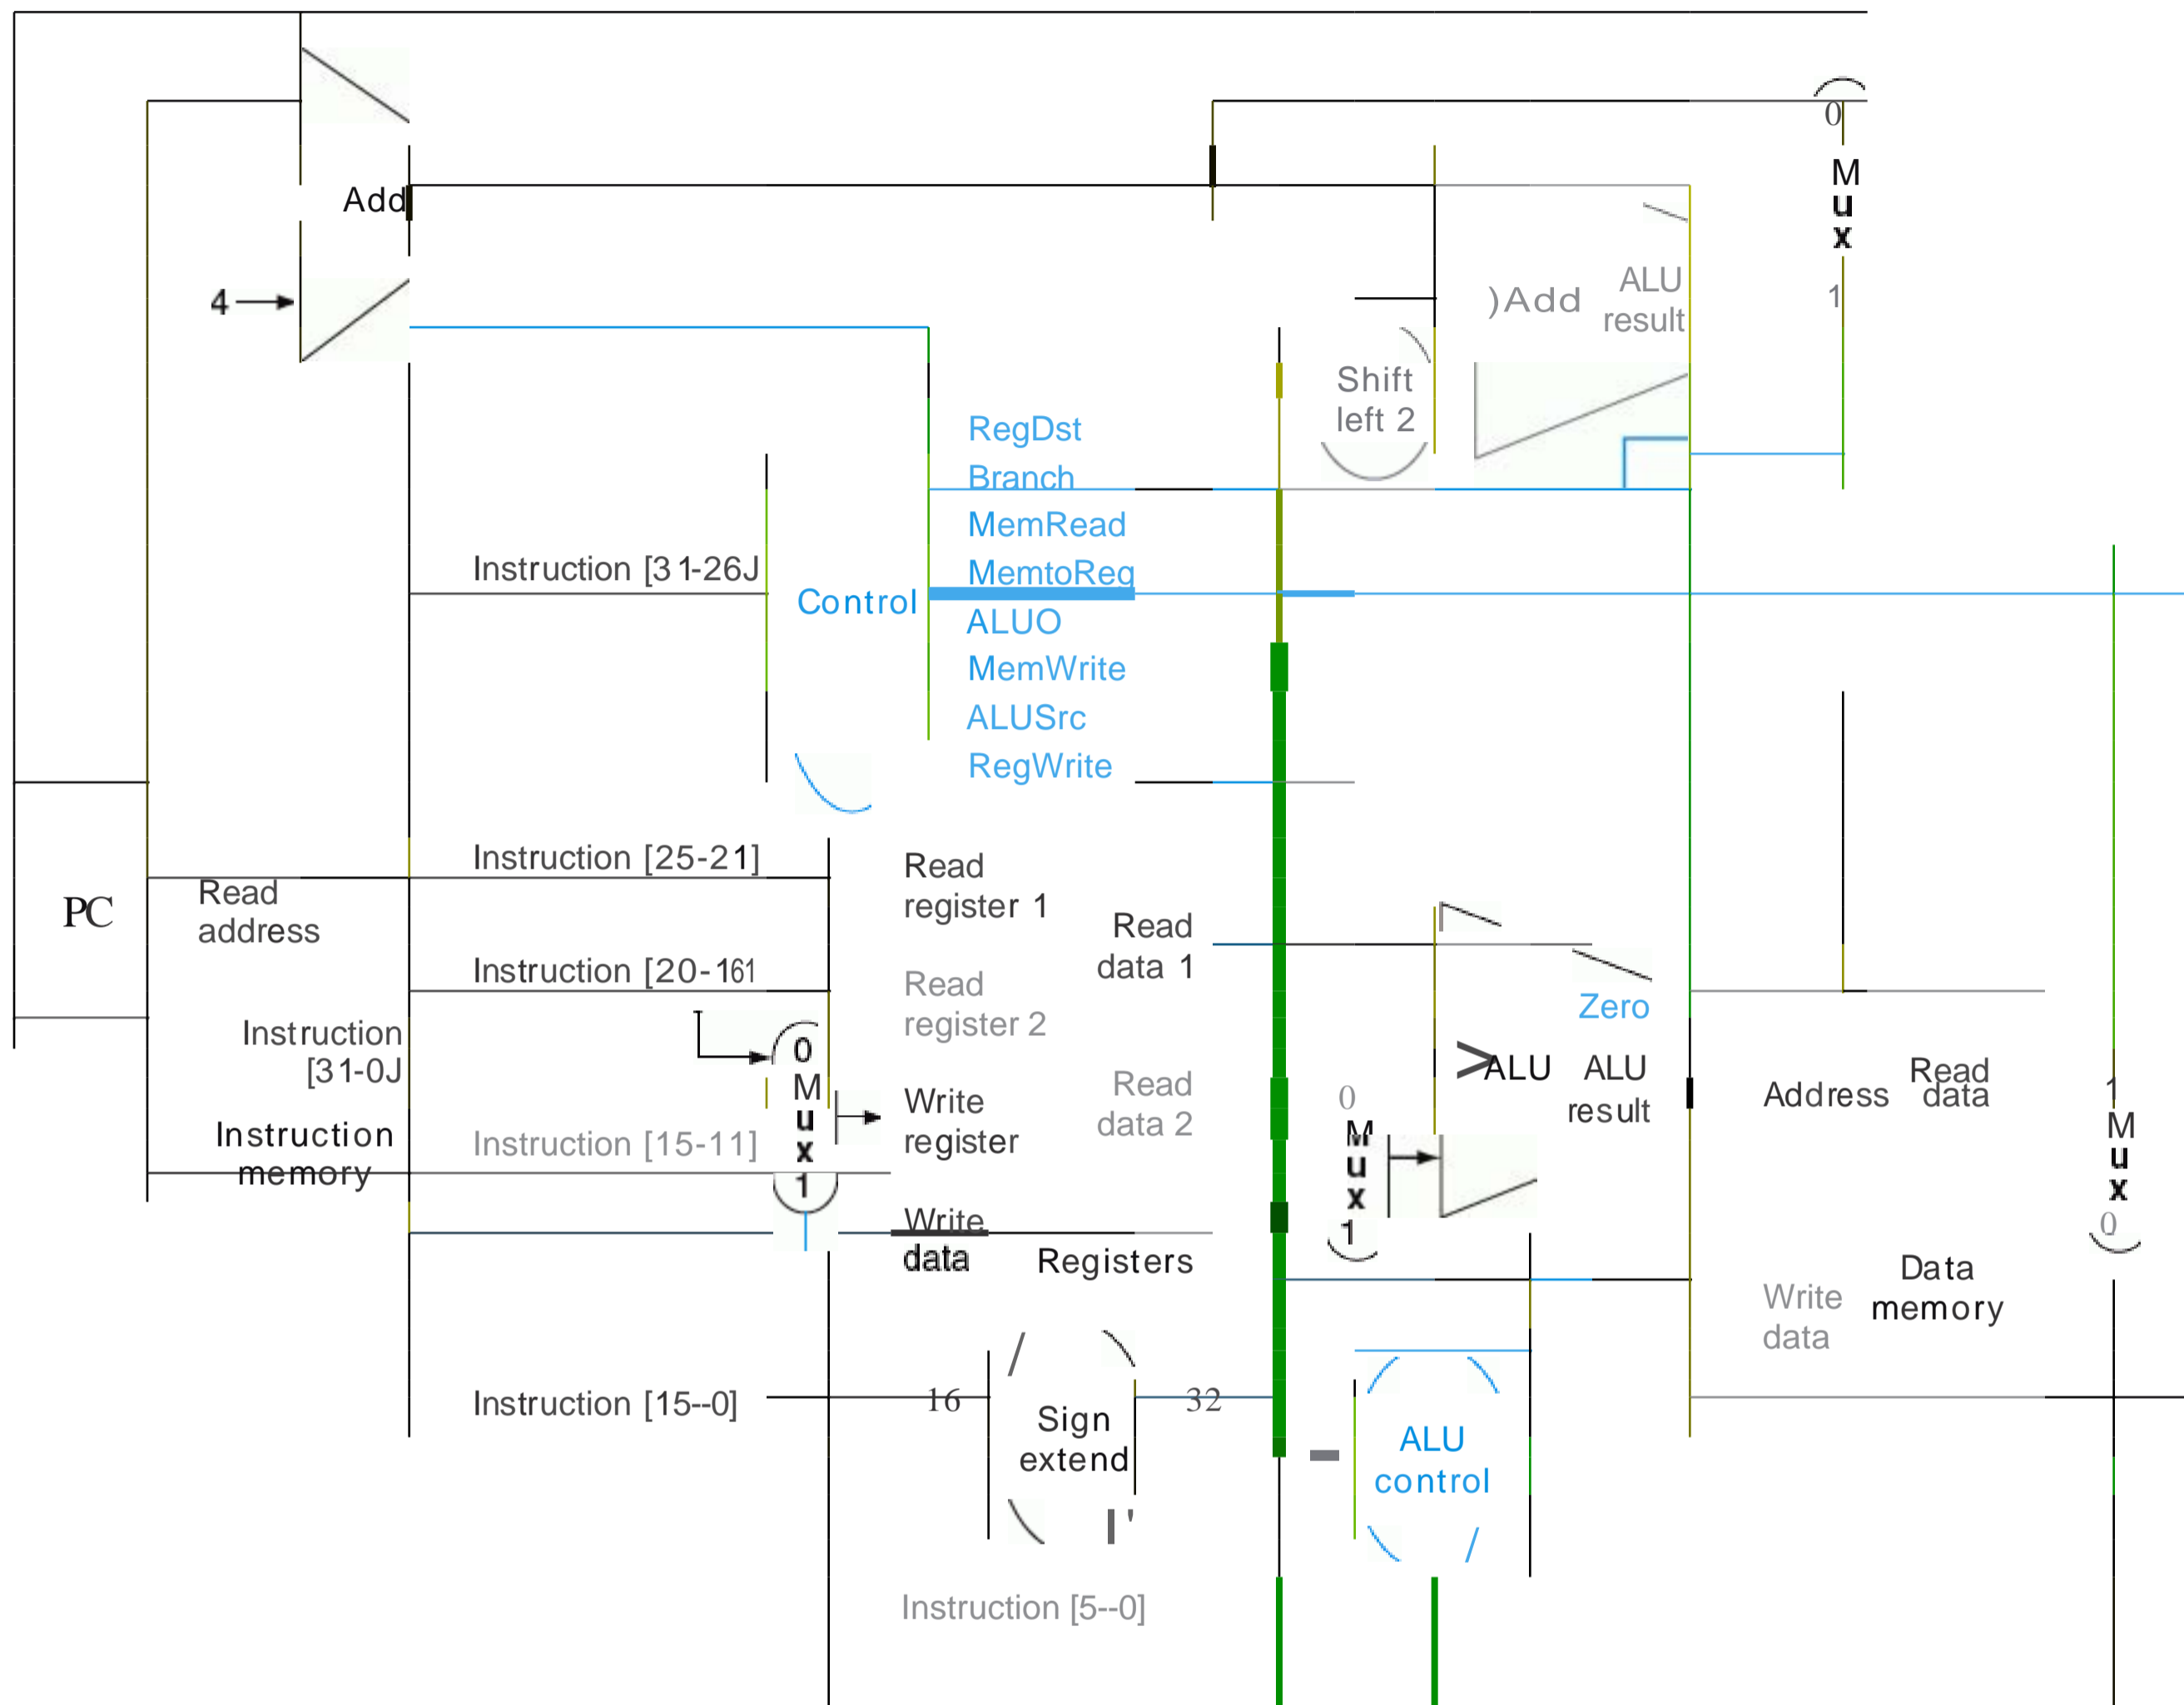 0
M
u
x
1
Add
4
)Add
ALU
result
Shift
left 2
RegDst
Branch
MemRead
MemtoReg
ALUO
MemWrite
ALUSrc
RegWrite
Control
Instruction [31-26J
Instruction [25-21]
Instruction [20-161
Instruction [15-11]
Instruction [15--0]
PC
Read
address
Instruction
[31-0J
Instruction
memory
0
M
u
x
1
Read
register 1
Read
register 2
Write
register
Write
data
Read
data 1
Read
data 2
Registers
0
M
u
x
1
Zero
>ALU
ALU
result
Address
Read
data
Write
data
Data
memory
1
M
u
x
0
16
Sign
extend
32
ALU
control
Instruction [5--0]